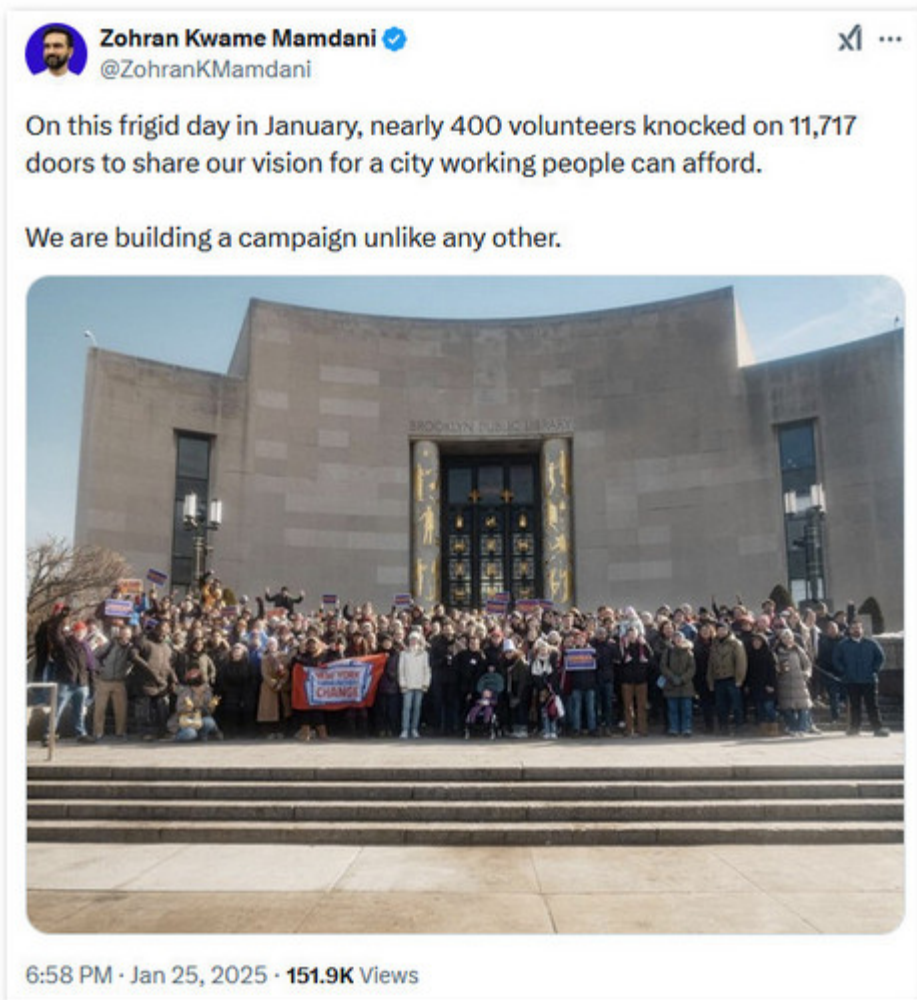 Zohran Kwame Mamdani
@ZohranKMamdani
On this frigid day in January, nearly 400 volunteers knocked on 11,717
doors to share our vision for a city working people can afford.
We are building a campaign unlike any other.
BROOKLYN PUBLIC LIBRARY
NEW YORK
CHANGE
6:58 PM · Jan 25, 2025 · 151.9K Views